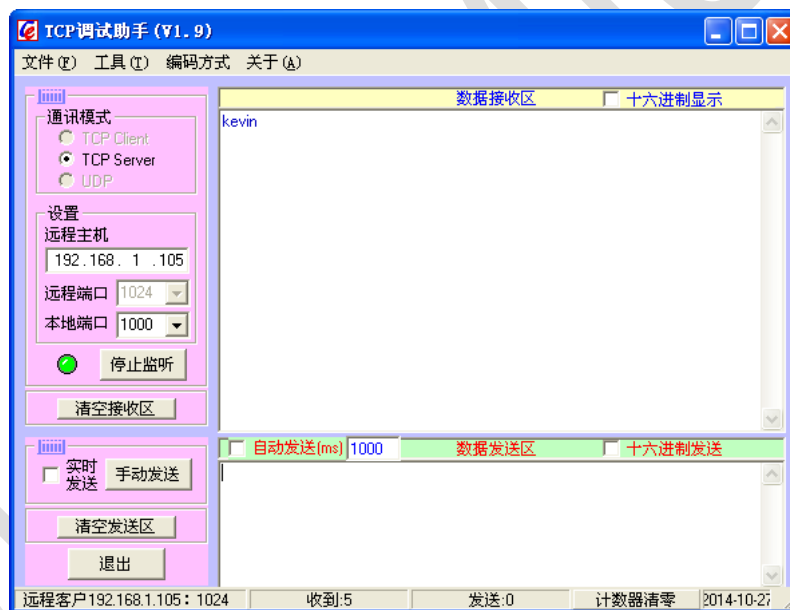 TCP调试助手(V1.9)
文件(F) 工具(T) 编码方式 关于(A)
数据接收区 十六进制显示
kevin
通讯模式
TCP Client
TCP Server
UDP
设置
远程主机
192.168. 1 .105
远程端口 1024
本地端口 1000
停止监听
清空接收区
自动发送(ms) 1000 数据发送区 十六进制发送
实时发送 手动发送
清空发送区
退出
远程客户192.168.1.105:1024 收到:5 发送:0 计数器清零 2014-10-2